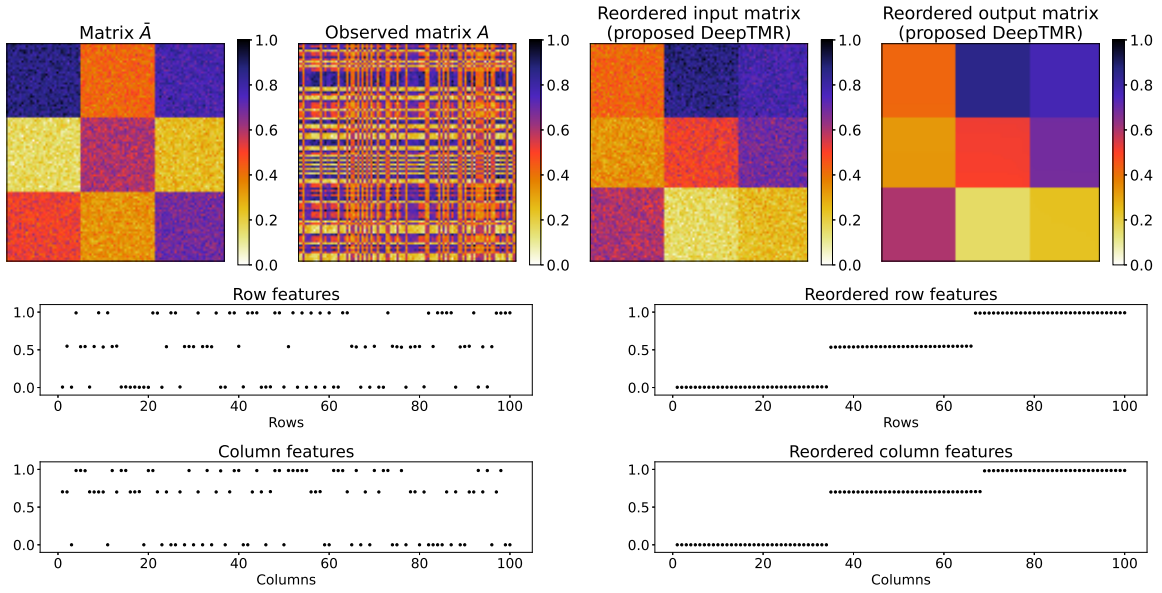 Matrix Ā
1.0
0.8
0.6
0.4
0.2
0.0
Observed matrix A
1.0
0.8
0.6
0.4
0.2
0.0
Reordered input matrix
(proposed DeepTMR)
1.0
0.8
0.6
0.4
0.2
0.0
Reordered output matrix
(proposed DeepTMR)
1.0
0.8
0.6
0.4
0.2
0.0
Row features
1.0
0.5
0.0
0 20 40 60 80 100
Rows
Reordered row features
1.0
0.5
0.0
0 20 40 60 80 100
Rows
Column features
1.0
0.5
0.0
0 20 40 60 80 100
Columns
Reordered column features
1.0
0.5
0.0
0 20 40 60 80 100
Columns